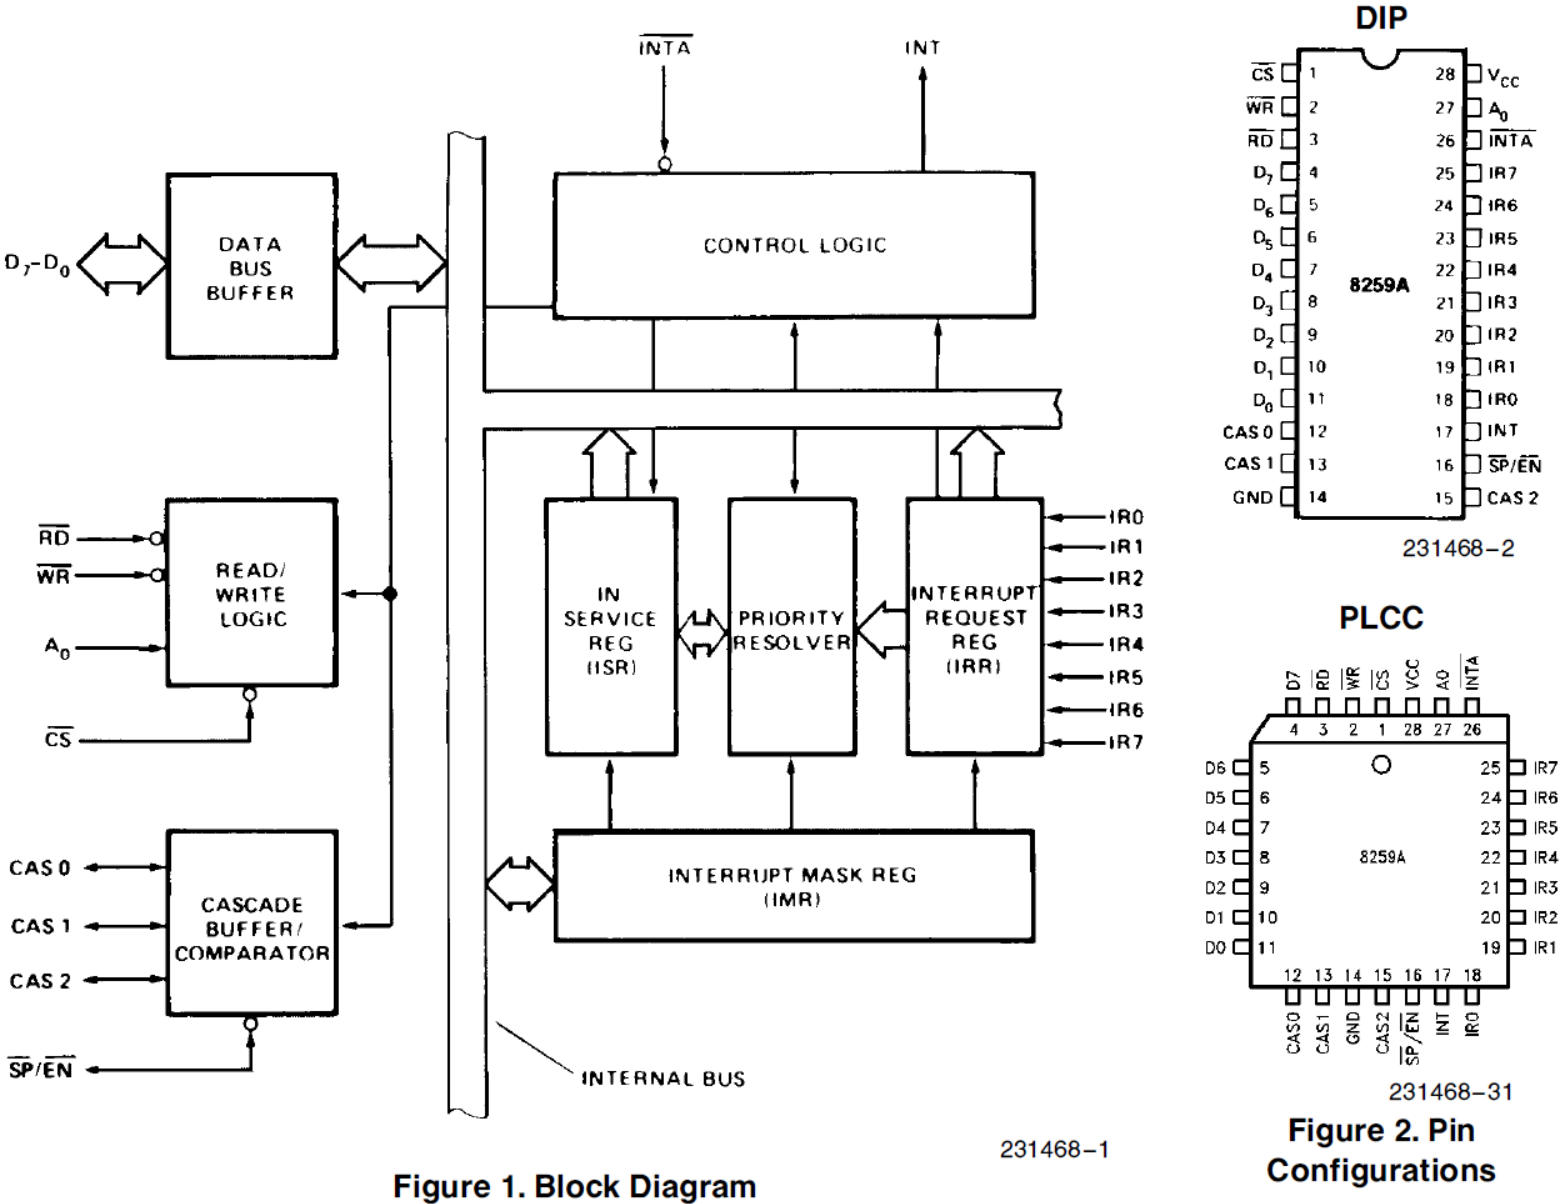 INTA
INT
DATA
BUS
BUFFER
D7-D0
CONTROL LOGIC
RD
WR
A0
CS
READ/
WRITE
LOGIC
IN
SERVICE
REG
(ISR)
PRIORITY
RESOLVER
INTERRUPT
REQUEST
REG
(IRR)
IR0
IR1
IR2
IR3
IR4
IR5
IR6
IR7
CAS 0
CAS 1
CAS 2
SP/EN
CASCADE
BUFFER/
COMPARATOR
INTERRUPT MASK REG
(IMR)
INTERNAL BUS
231468-1
Figure 1. Block Diagram
DIP
CS 1 28 VCC
WR 2 27 A0
RD 3 26 INTA
D7 4 25 IR7
D6 5 24 IR6
D5 6 23 IR5
D4 7 22 IR4
8259A
D3 8 21 IR3
D2 9 20 IR2
D1 10 19 IR1
D0 11 18 IR0
CAS 0 12 17 INT
CAS 1 13 16 SP/EN
GND 14 15 CAS 2
231468-2
PLCC
D7 RD WR CS VCC A0 INTA
4 3 2 1 28 27 26
D6 5 25 IR7
D5 6 24 IR6
D4 7 23 IR5
D3 8 8259A 22 IR4
D2 9 21 IR3
D1 10 20 IR2
D0 11 19 IR1
12 13 14 15 16 17 18
CAS0 CAS1 GND CAS2 SP/EN INT IR0
231468-31
Figure 2. Pin
Configurations